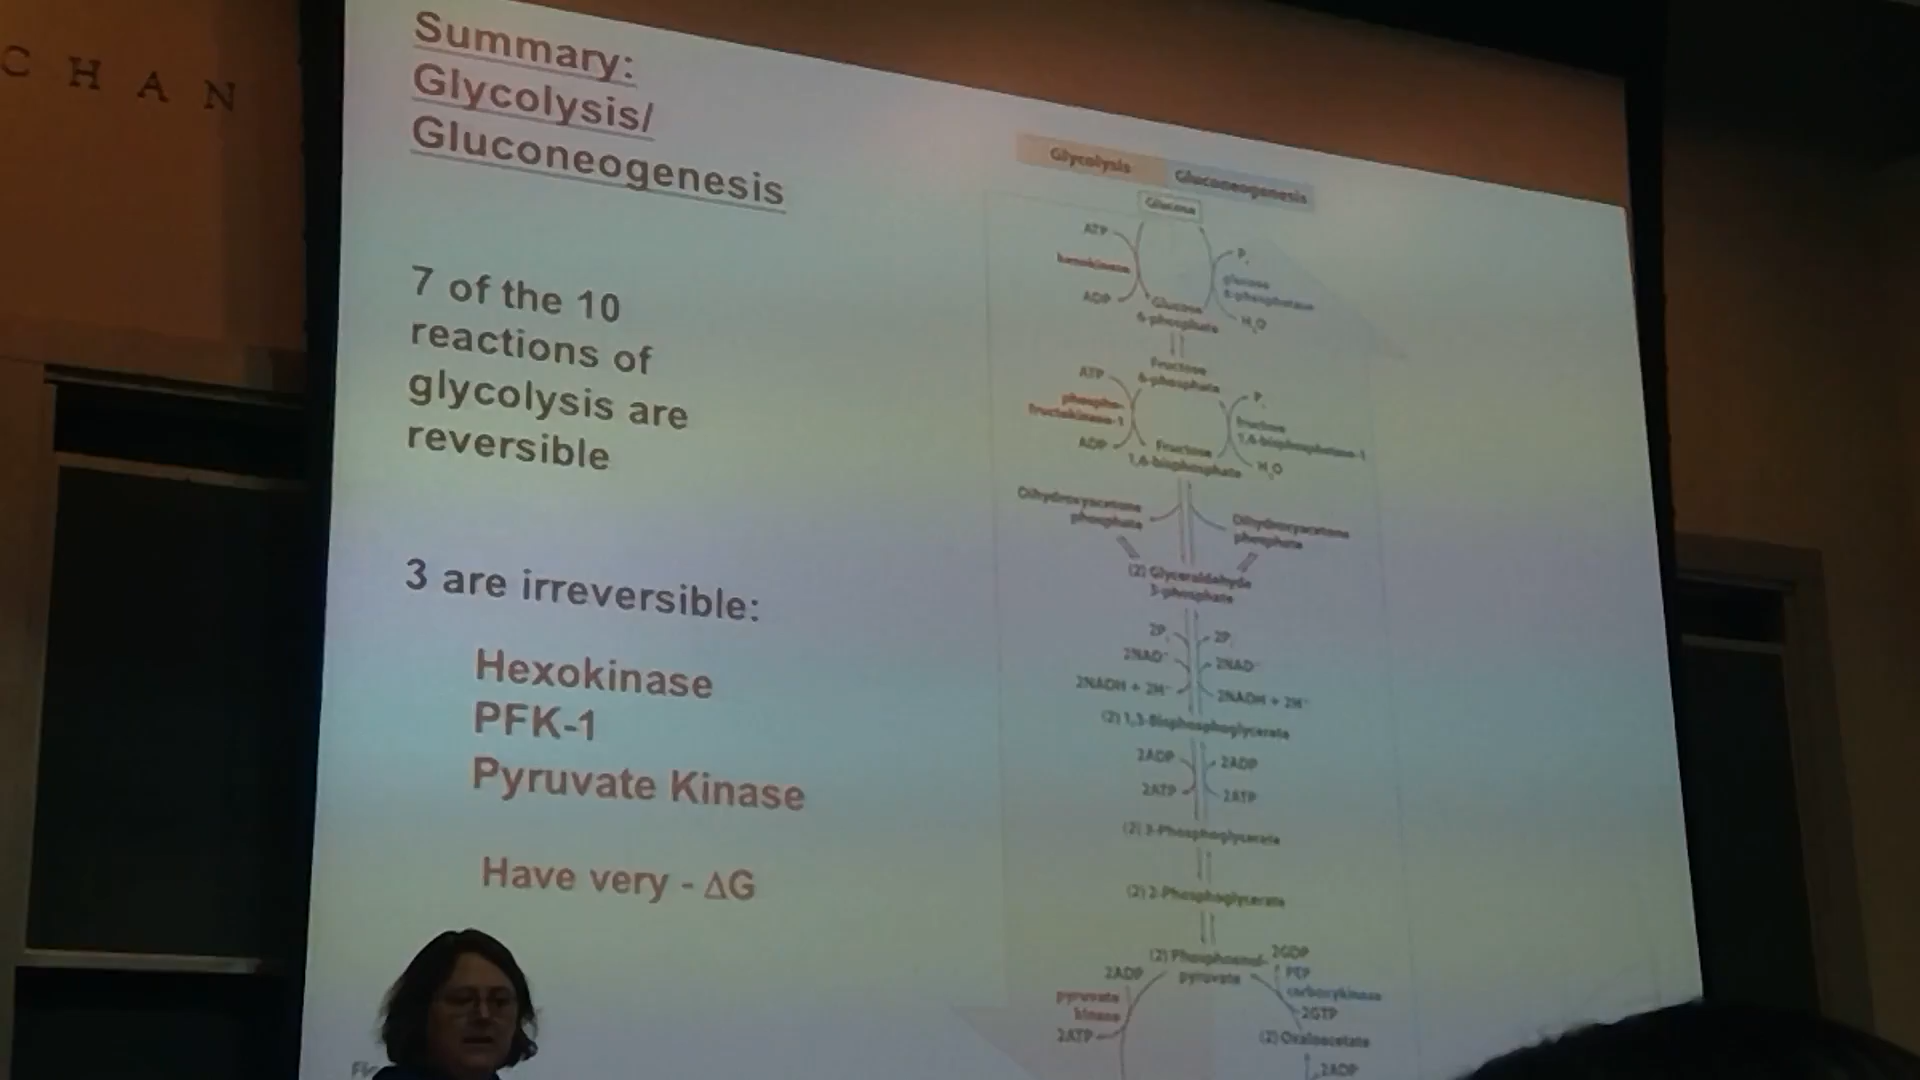 CHAN
Summary:
Glycolysis/
Gluconeogenesis
7 of the 10
reactions of
glycolysis are
reversible
3 are irreversible:
Hexokinase
PFK-1
Pyruvate Kinase
Have very - ΔG
Glycolysis
Gluconeogenesis
Glucose
ATP
hexokinase
ADP
Pi
glucose
6-phosphatase
H2O
Glucose
6-phosphate
Fructose
6-phosphate
ATP
phospho-
fructokinase-1
ADP
Pi
fructose
1,6-bisphosphatase-1
H2O
Fructose
1,6-bisphosphate
Dihydroxyacetone
phosphate
Dihydroxyacetone
phosphate
(2) Glyceraldehyde
3-phosphate
2Pi
2NAD+
2NADH + 2H+
2Pi
2NAD+
2NADH + 2H+
(2) 1,3-Bisphosphoglycerate
2ADP
2ATP
2ADP
2ATP
(2) 3-Phosphoglycerate
(2) 2-Phosphoglycerate
(2) Phosphoenol-
pyruvate
2ADP
pyruvate
kinase
2ATP
2GDP
PEP
carboxykinase
2GTP
(2) Oxaloacetate
2ADP